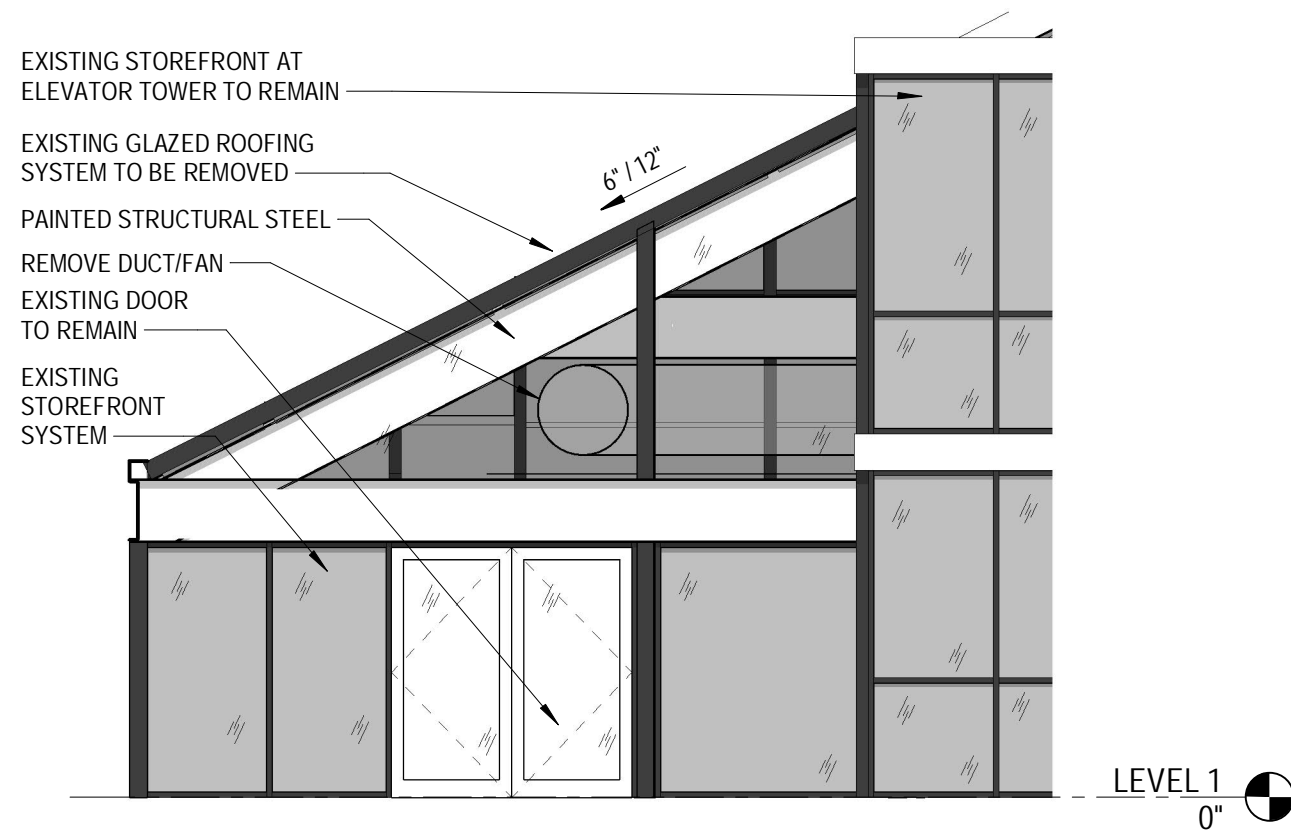 EXISTING STOREFRONT AT
ELEVATOR TOWER TO REMAIN
EXISTING GLAZED ROOFING
SYSTEM TO BE REMOVED
6" / 12"
PAINTED STRUCTURAL STEEL
REMOVE DUCT/FAN
EXISTING DOOR
TO REMAIN
EXISTING
STOREFRONT
SYSTEM
LEVEL 1
0"